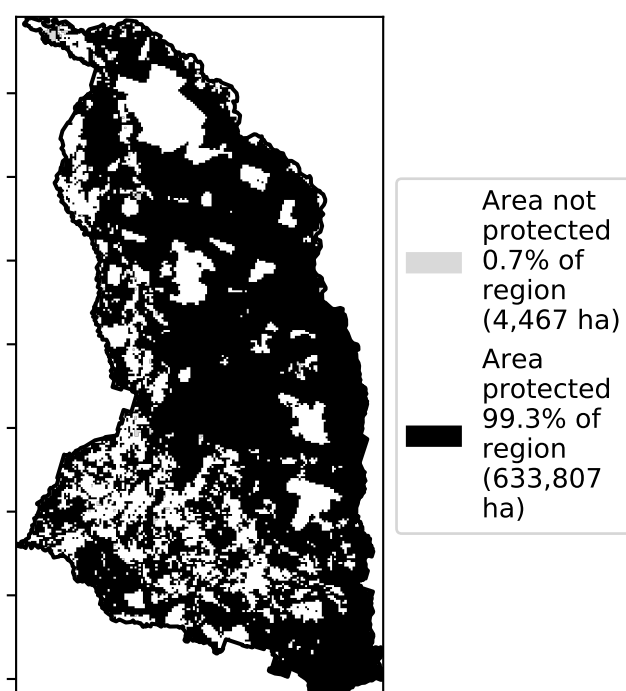 Area not
protected
0.7% of
region
(4,467 ha)
Area
protected
99.3% of
region
(633,807
ha)